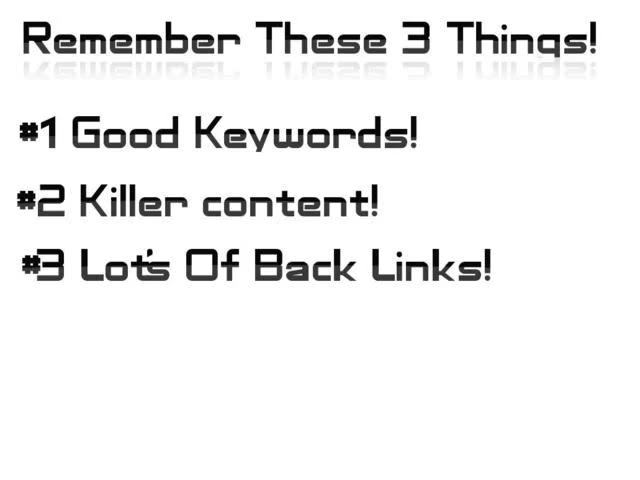 Remember These 3 Things!
#1 Good Keywords!
#2 Killer content!
#3 Lot's Of Back Links!